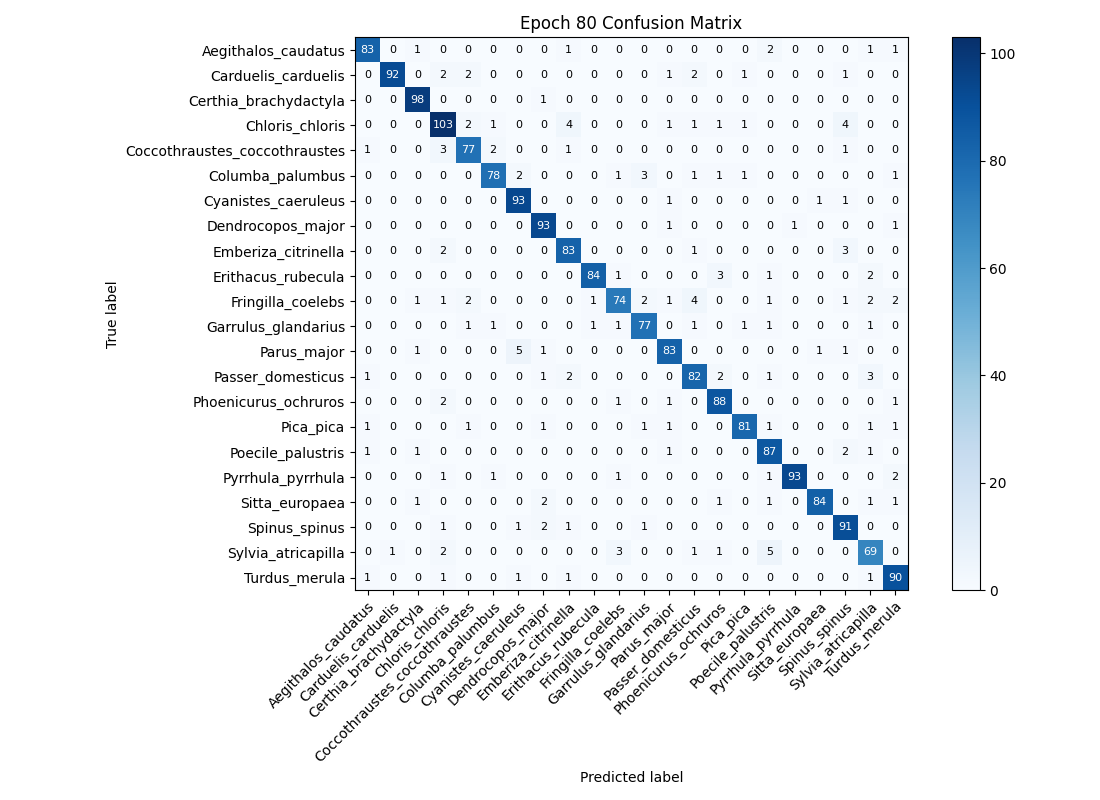 Epoch 80 Confusion Matrix
Aegithalos_caudatus 83 0 1 0 0 0 0 0 1 0 0 0 0 0 0 0 2 0 0 0 1 1
Carduelis_carduelis 0 92 0 2 2 0 0 0 0 0 0 0 1 2 0 1 0 0 0 1 0 0
Certhia_brachydactyla 0 0 98 0 0 0 0 1 0 0 0 0 0 0 0 0 0 0 0 0 0 0
Chloris_chloris 0 0 0 103 2 1 0 0 4 0 0 0 1 1 1 1 0 0 0 4 0 0
Coccothraustes_coccothraustes 1 0 0 3 77 2 0 0 1 0 0 0 0 0 0 0 0 0 0 1 0 0
Columba_palumbus 0 0 0 0 0 78 2 0 0 0 1 3 0 1 1 1 0 0 0 0 0 1
Cyanistes_caeruleus 0 0 0 0 0 0 93 0 0 0 0 0 1 0 0 0 0 0 1 1 0 0
Dendrocopos_major 0 0 0 0 0 0 0 93 0 0 0 0 1 0 0 0 0 1 0 0 0 1
Emberiza_citrinella 0 0 0 2 0 0 0 0 83 0 0 0 0 1 0 0 0 0 0 3 0 0
Erithacus_rubecula 0 0 0 0 0 0 0 0 0 84 1 0 0 0 3 0 1 0 0 0 2 0
Fringilla_coelebs 0 0 1 1 2 0 0 0 0 1 74 2 1 4 0 0 1 0 0 1 2 2
Garrulus_glandarius 0 0 0 0 1 1 0 0 0 1 1 77 0 1 0 1 1 0 0 0 1 0
Parus_major 0 0 1 0 0 0 5 1 0 0 0 0 83 0 0 0 0 0 1 1 0 0
Passer_domesticus 1 0 0 0 0 0 0 1 2 0 0 0 0 82 2 0 1 0 0 0 3 0
Phoenicurus_ochruros 0 0 0 2 0 0 0 0 0 0 1 0 1 0 88 0 0 0 0 0 0 1
Pica_pica 1 0 0 0 1 0 0 1 0 0 0 1 1 0 0 81 1 0 0 0 1 1
Poecile_palustris 1 0 1 0 0 0 0 0 0 0 0 0 1 0 0 0 87 0 0 2 1 0
Pyrrhula_pyrrhula 0 0 0 1 0 1 0 0 0 0 1 0 0 0 0 0 1 93 0 0 0 2
Sitta_europaea 0 0 1 0 0 0 0 2 0 0 0 0 0 0 1 0 1 0 84 0 1 1
Spinus_spinus 0 0 0 1 0 0 1 2 1 0 0 1 0 0 0 0 0 0 0 91 0 0
Sylvia_atricapilla 0 1 0 2 0 0 0 0 0 0 3 0 0 1 1 0 5 0 0 0 69 0
Turdus_merula 1 0 0 1 0 0 1 0 1 0 0 0 0 0 0 0 0 0 0 0 1 90
True label
Aegithalos_caudatus
Carduelis_carduelis
Certhia_brachydactyla
Chloris_chloris
Coccothraustes_coccothraustes
Columba_palumbus
Cyanistes_caeruleus
Dendrocopos_major
Emberiza_citrinella
Erithacus_rubecula
Fringilla_coelebs
Garrulus_glandarius
Parus_major
Passer_domesticus
Phoenicurus_ochruros
Pica_pica
Poecile_palustris
Pyrrhula_pyrrhula
Sitta_europaea
Spinus_spinus
Sylvia_atricapilla
Turdus_merula
Predicted label
100
80
60
40
20
0